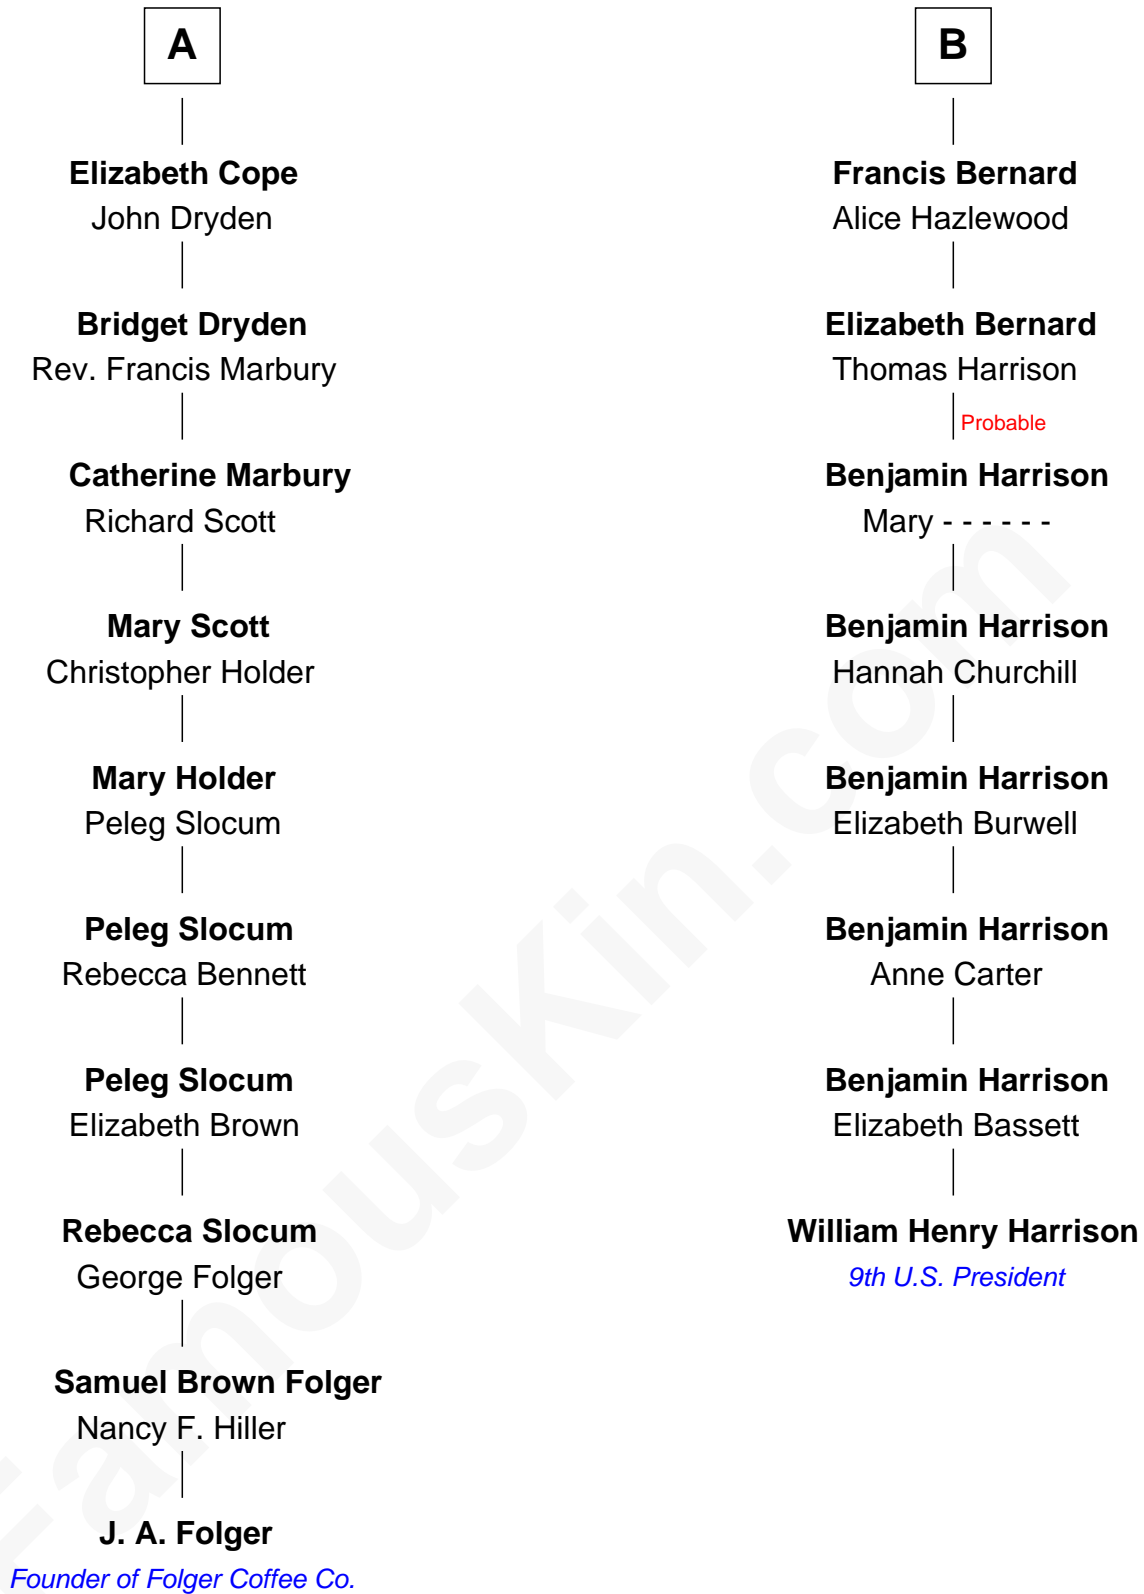 A
Elizabeth Cope
John Dryden
Bridget Dryden
Rev. Francis Marbury
Catherine Marbury
Richard Scott
Mary Scott
Christopher Holder
Mary Holder
Peleg Slocum
Peleg Slocum
Rebecca Bennett
Peleg Slocum
Elizabeth Brown
Rebecca Slocum
George Folger
Samuel Brown Folger
Nancy F. Hiller
J. A. Folger
Founder of Folger Coffee Co.
B
Francis Bernard
Alice Hazlewood
Elizabeth Bernard
Thomas Harrison
Probable
Benjamin Harrison
Mary - - - - - -
Benjamin Harrison
Hannah Churchill
Benjamin Harrison
Elizabeth Burwell
Benjamin Harrison
Anne Carter
Benjamin Harrison
Elizabeth Bassett
William Henry Harrison
9th U.S. President
FamousKin.com